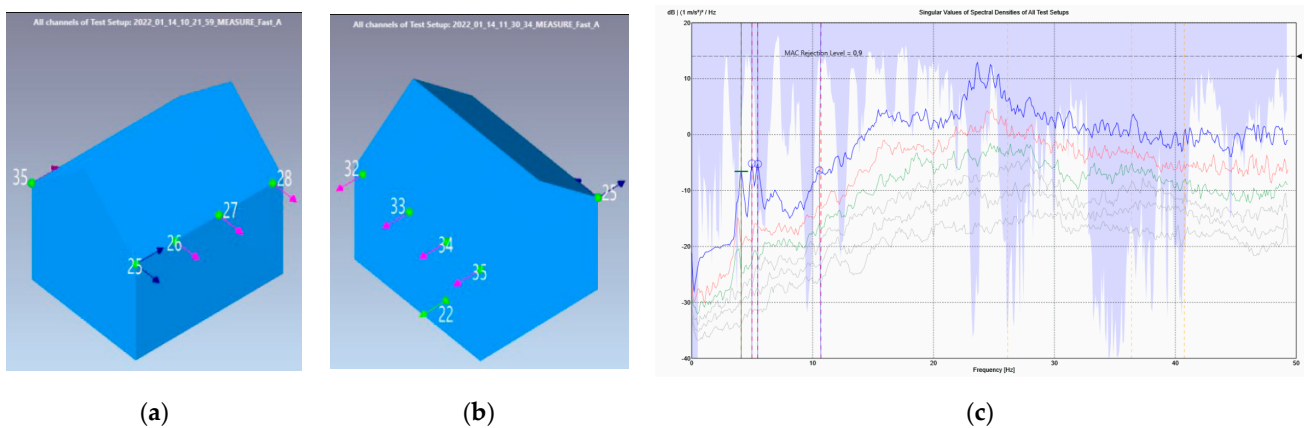 All channels of Test Setup: 2022_01_14_10_21_59_MEASURE_Fast_A
35
28
27
26
25
All channels of Test Setup: 2022_01_14_11_30_34_MEASURE_Fast_A
32
25
33
34
35
22
dB | (1 m/s²)² / Hz
Singular Values of Spectral Densities of All Test Setups
20
MAC Rejection Level = 0,9
10
0
-10
-20
-30
-40
0 10 20 30 40 50
Frequency [Hz]
(a) (b) (c)